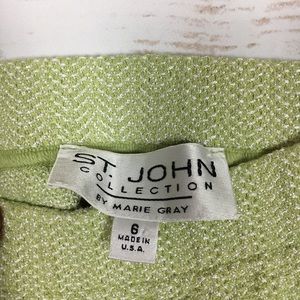 ST. JOHN
COLLECTION
BY MARIE GRAY
6
MADE IN
U.S.A.